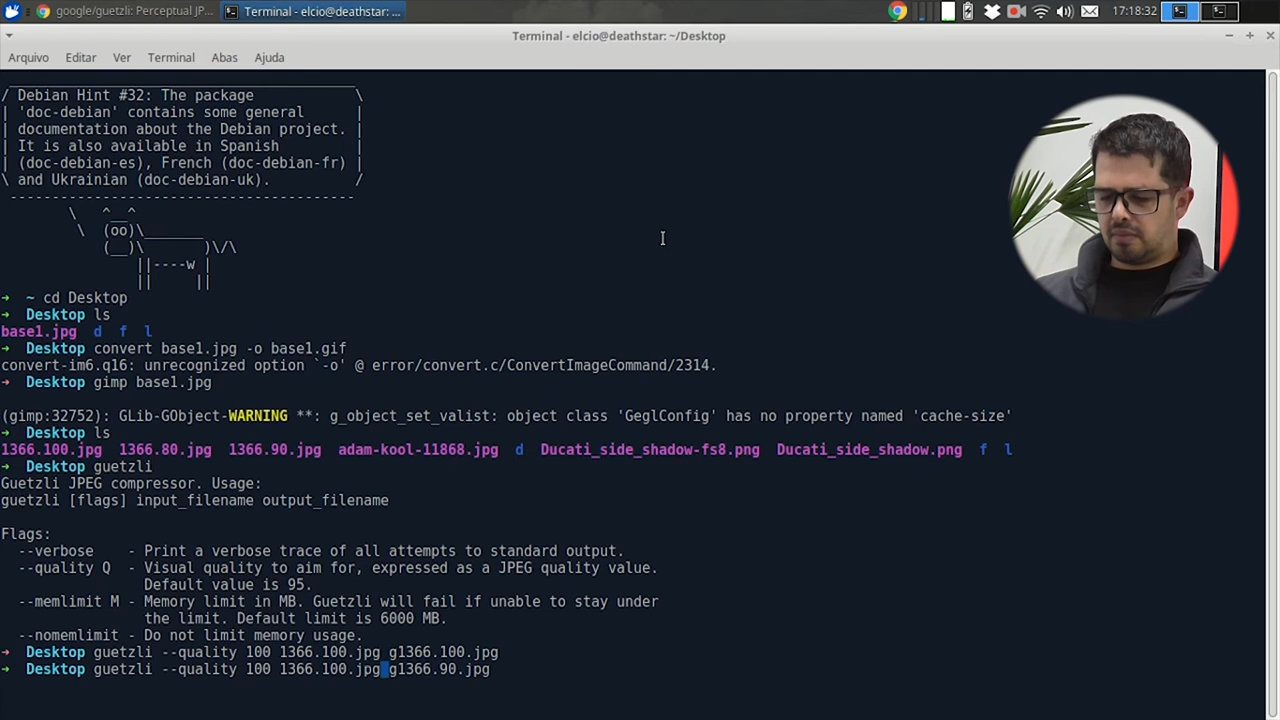 google/guetzli: Perceptual JP... Terminal - elcio@deathstar: ... 17:18:32
Terminal - elcio@deathstar: ~/Desktop
Arquivo Editar Ver Terminal Abas Ajuda
/ Debian Hint #32: The package \
| 'doc-debian' contains some general |
| documentation about the Debian project. |
| It is also available in Spanish |
| (doc-debian-es), French (doc-debian-fr) |
\ and Ukrainian (doc-debian-uk). /
-----------------------------------------
\ ^__^
\ (oo)\_______
(__)\ )\/\
||----w |
|| ||
➜ ~ cd Desktop
➜ Desktop ls
base1.jpg d f l
➜ Desktop convert base1.jpg -o base1.gif
convert-im6.q16: unrecognized option `-o' @ error/convert.c/ConvertImageCommand/2314.
➜ Desktop gimp base1.jpg
(gimp:32752): GLib-GObject-WARNING **: g_object_set_valist: object class 'GeglConfig' has no property named 'cache-size'
➜ Desktop ls
1366.100.jpg 1366.80.jpg 1366.90.jpg adam-kool-11868.jpg d Ducati_side_shadow-fs8.png Ducati_side_shadow.png f l
➜ Desktop guetzli
Guetzli JPEG compressor. Usage:
guetzli [flags] input_filename output_filename
Flags:
--verbose - Print a verbose trace of all attempts to standard output.
--quality Q - Visual quality to aim for, expressed as a JPEG quality value.
Default value is 95.
--memlimit M - Memory limit in MB. Guetzli will fail if unable to stay under
the limit. Default limit is 6000 MB.
--nomemlimit - Do not limit memory usage.
➜ Desktop guetzli --quality 100 1366.100.jpg g1366.100.jpg
➜ Desktop guetzli --quality 100 1366.100.jpg g1366.90.jpg